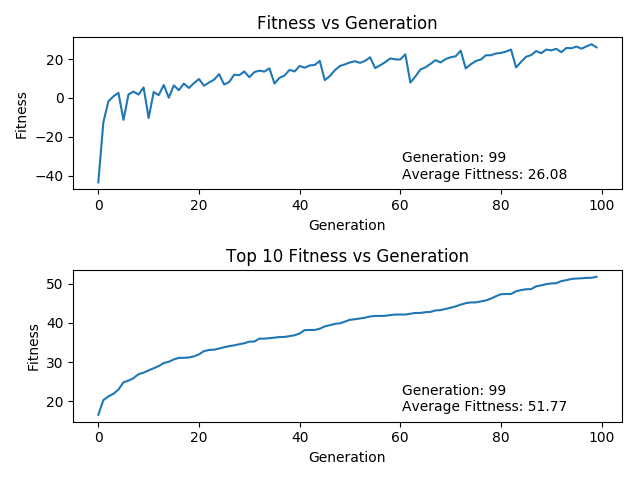 Fitness vs Generation
Fitness
20
0
−20
−40
Generation: 99
Average Fittness: 26.08
0 20 40 60 80 100
Generation
Top 10 Fitness vs Generation
Fitness
50
40
30
20
Generation: 99
Average Fittness: 51.77
0 20 40 60 80 100
Generation